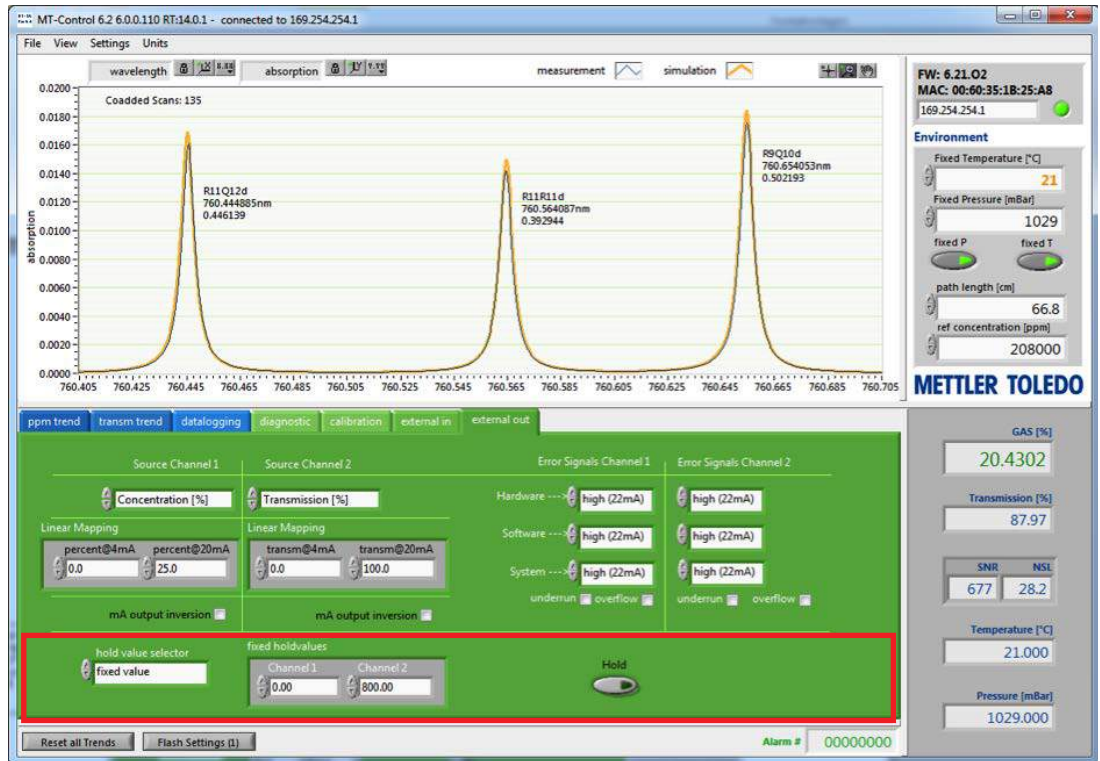 MT-Control 6.2 6.0.0.110 RT:14.0.1 - connected to 169.254.254.1
File View Settings Units
wavelength absorption measurement simulation
Coadded Scans: 135
absorption
0.0200
0.0180
0.0160
0.0140
0.0120
0.0100
0.0080
0.0060
0.0040
0.0020
0.0000
R11Q12d
760.444885nm
0.446139
R11R11d
760.564087nm
0.392944
R9Q10d
760.654053nm
0.502193
760.405 760.425 760.445 760.465 760.485 760.505 760.525 760.545 760.565 760.585 760.605 760.625 760.645 760.665 760.685 760.705
FW: 6.21.O2
MAC: 00:60:35:1B:25:A8
169.254.254.1
Environment
Fixed Temperature [°C]
21
Fixed Pressure [mBar]
1029
fixed P fixed T
path length [cm]
66.8
ref concentration [ppm]
208000
METTLER TOLEDO
ppm trend transm trend datalogging diagnostic calibration external in external out
Source Channel 1 Source Channel 2 Error Signals Channel 1 Error Signals Channel 2
Concentration [%] Transmission [%] Hardware ---> high (22mA) high (22mA)
Linear Mapping Linear Mapping Software ---> high (22mA) high (22mA)
percent@4mA percent@20mA transm@4mA transm@20mA
0.0 25.0 0.0 100.0 System ---> high (22mA) high (22mA)
underrun overflow underrun overflow
mA output inversion mA output inversion
hold value selector fixed holdvalues Hold
fixed value Channel 1 Channel 2
0.00 800.00
Reset all Trends Flash Settings (1) Alarm # 00000000
GAS [%]
20.4302
Transmission [%]
87.97
SNR NSL
677 28.2
Temperature [°C]
21.000
Pressure [mBar]
1029.000